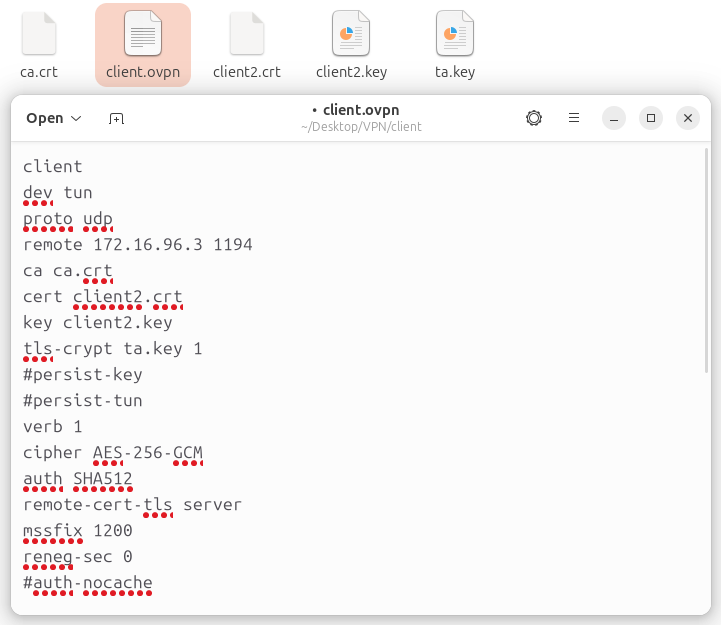 ca.crt
client.ovpn
client2.crt
client2.key
ta.key
Open
• client.ovpn
~/Desktop/VPN/client
client
dev tun
proto udp
remote 172.16.96.3 1194
ca ca.crt
cert client2.crt
key client2.key
tls-crypt ta.key 1
#persist-key
#persist-tun
verb 1
cipher AES-256-GCM
auth SHA512
remote-cert-tls server
mssfix 1200
reneg-sec 0
#auth-nocache